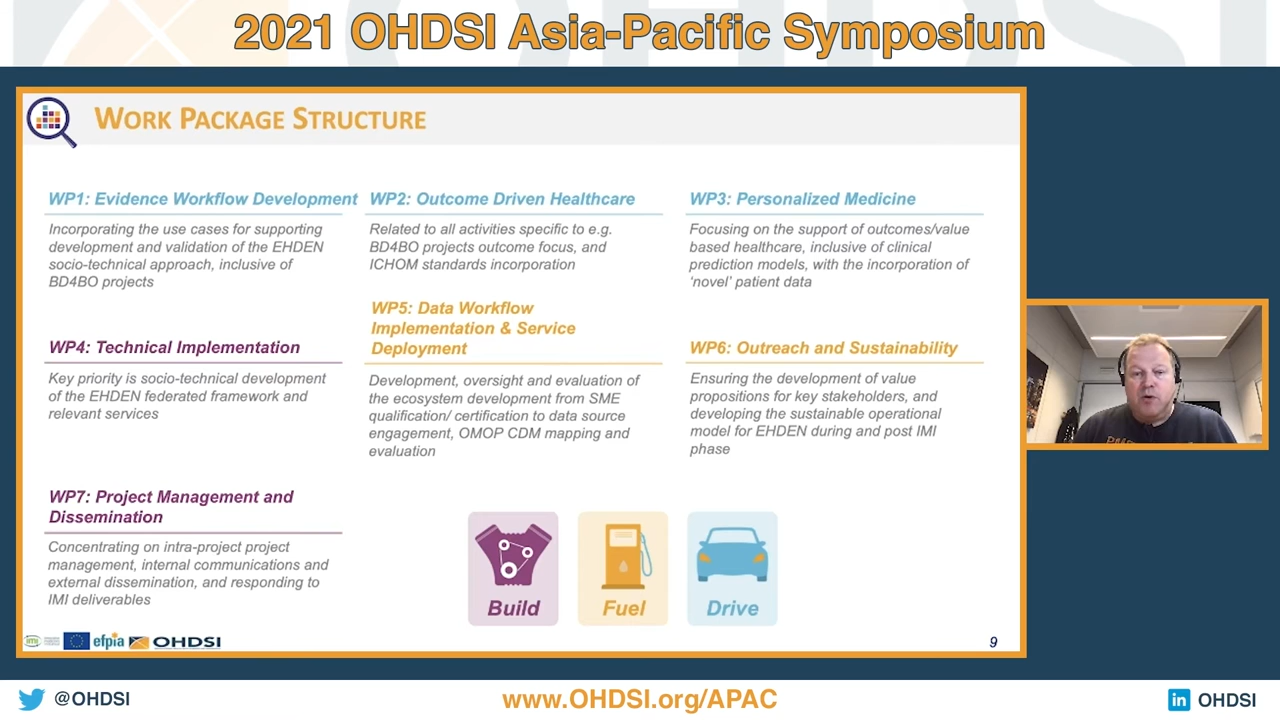 2021 OHDSI Asia-Pacific Symposium
WORK PACKAGE STRUCTURE
WP1: Evidence Workflow Development
Incorporating the use cases for supporting
development and validation of the EHDEN
socio-technical approach, inclusive of
BD4BO projects
WP2: Outcome Driven Healthcare
Related to all activities specific to e.g.
BD4BO projects outcome focus, and
ICHOM standards incorporation
WP3: Personalized Medicine
Focusing on the support of outcomes/value
based healthcare, inclusive of clinical
prediction models, with the incorporation of
‘novel’ patient data
WP4: Technical Implementation
Key priority is socio-technical development
of the EHDEN federated framework and
relevant services
WP5: Data Workflow
Implementation & Service
Deployment
Development, oversight and evaluation of
the ecosystem development from SME
qualification/ certification to data source
engagement, OMOP CDM mapping and
evaluation
WP6: Outreach and Sustainability
Ensuring the development of value
propositions for key stakeholders, and
developing the sustainable operational
model for EHDEN during and post IMI
phase
WP7: Project Management and
Dissemination
Concentrating on intra-project project
management, internal communications and
external dissemination, and responding to
IMI deliverables
Build
Fuel
Drive
imi
efpia
OHDSI
9
@OHDSI
www.OHDSI.org/APAC
in OHDSI